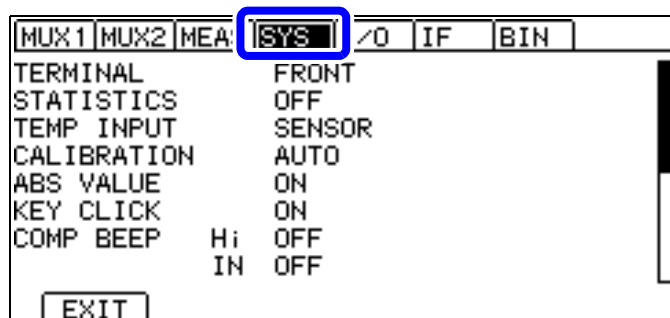 MUX1 MUX2 MEA SYS /O IF BIN
TERMINAL FRONT
STATISTICS OFF
TEMP INPUT SENSOR
CALIBRATION AUTO
ABS VALUE ON
KEY CLICK ON
COMP BEEP Hi OFF
IN OFF
EXIT